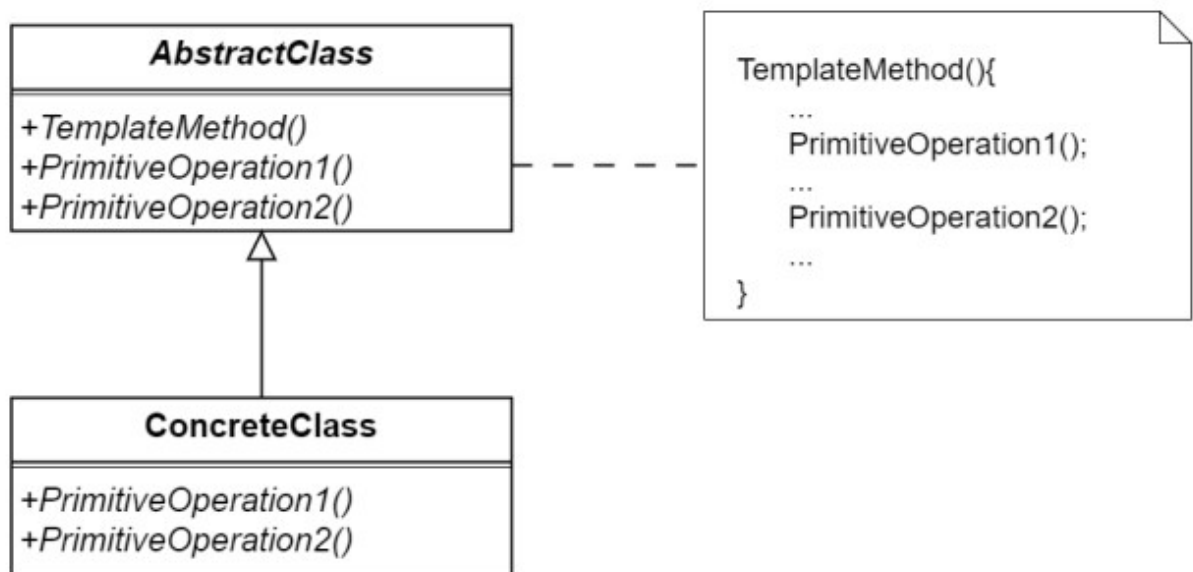 AbstractClass
+TemplateMethod()
+PrimitiveOperation1()
+PrimitiveOperation2()
TemplateMethod(){
...
PrimitiveOperation1();
...
PrimitiveOperation2();
...
}
ConcreteClass
+PrimitiveOperation1()
+PrimitiveOperation2()